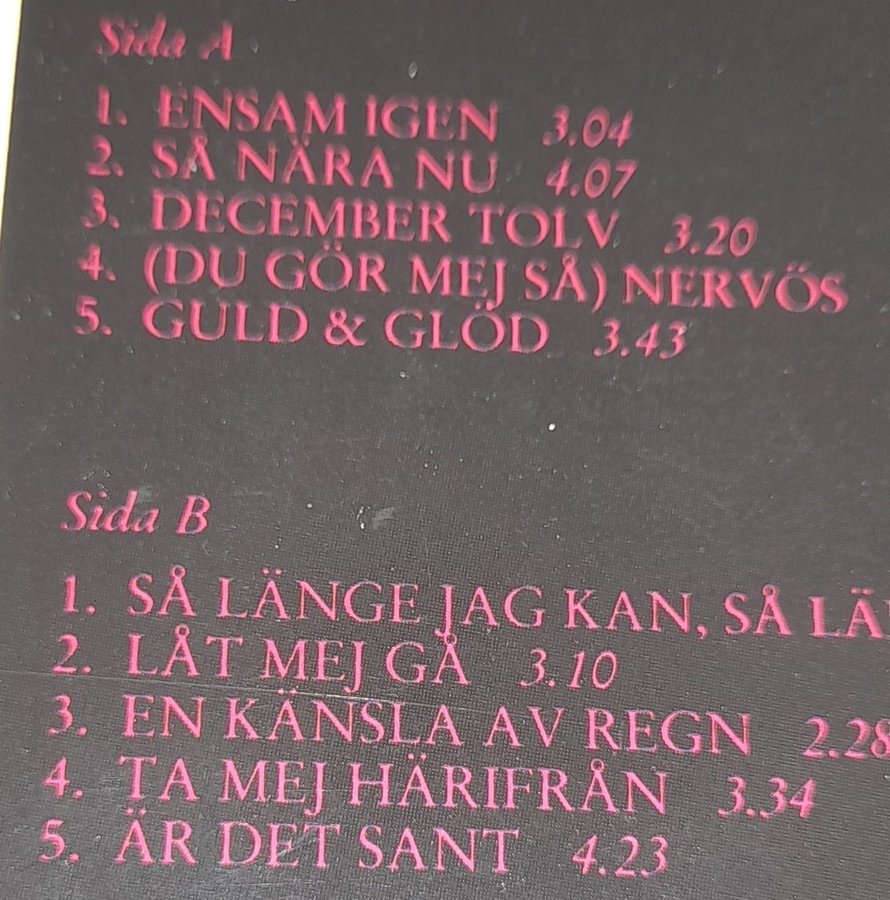 Sida A
1. ENSAM IGEN 3.04
2. SÅ NÄRA NU 4.07
3. DECEMBER TOLV 3.20
4. (DU GÖR MEJ SÅ) NERVÖS
5. GULD & GLÖD 3.43
Sida B
1. SÅ LÄNGE JAG KAN, SÅ LÄ
2. LÅT MEJ GÅ 3.10
3. EN KÄNSLA AV REGN 2.28
4. TA MEJ HÄRIFRÅN 3.34
5. ÄR DET SANT 4.23